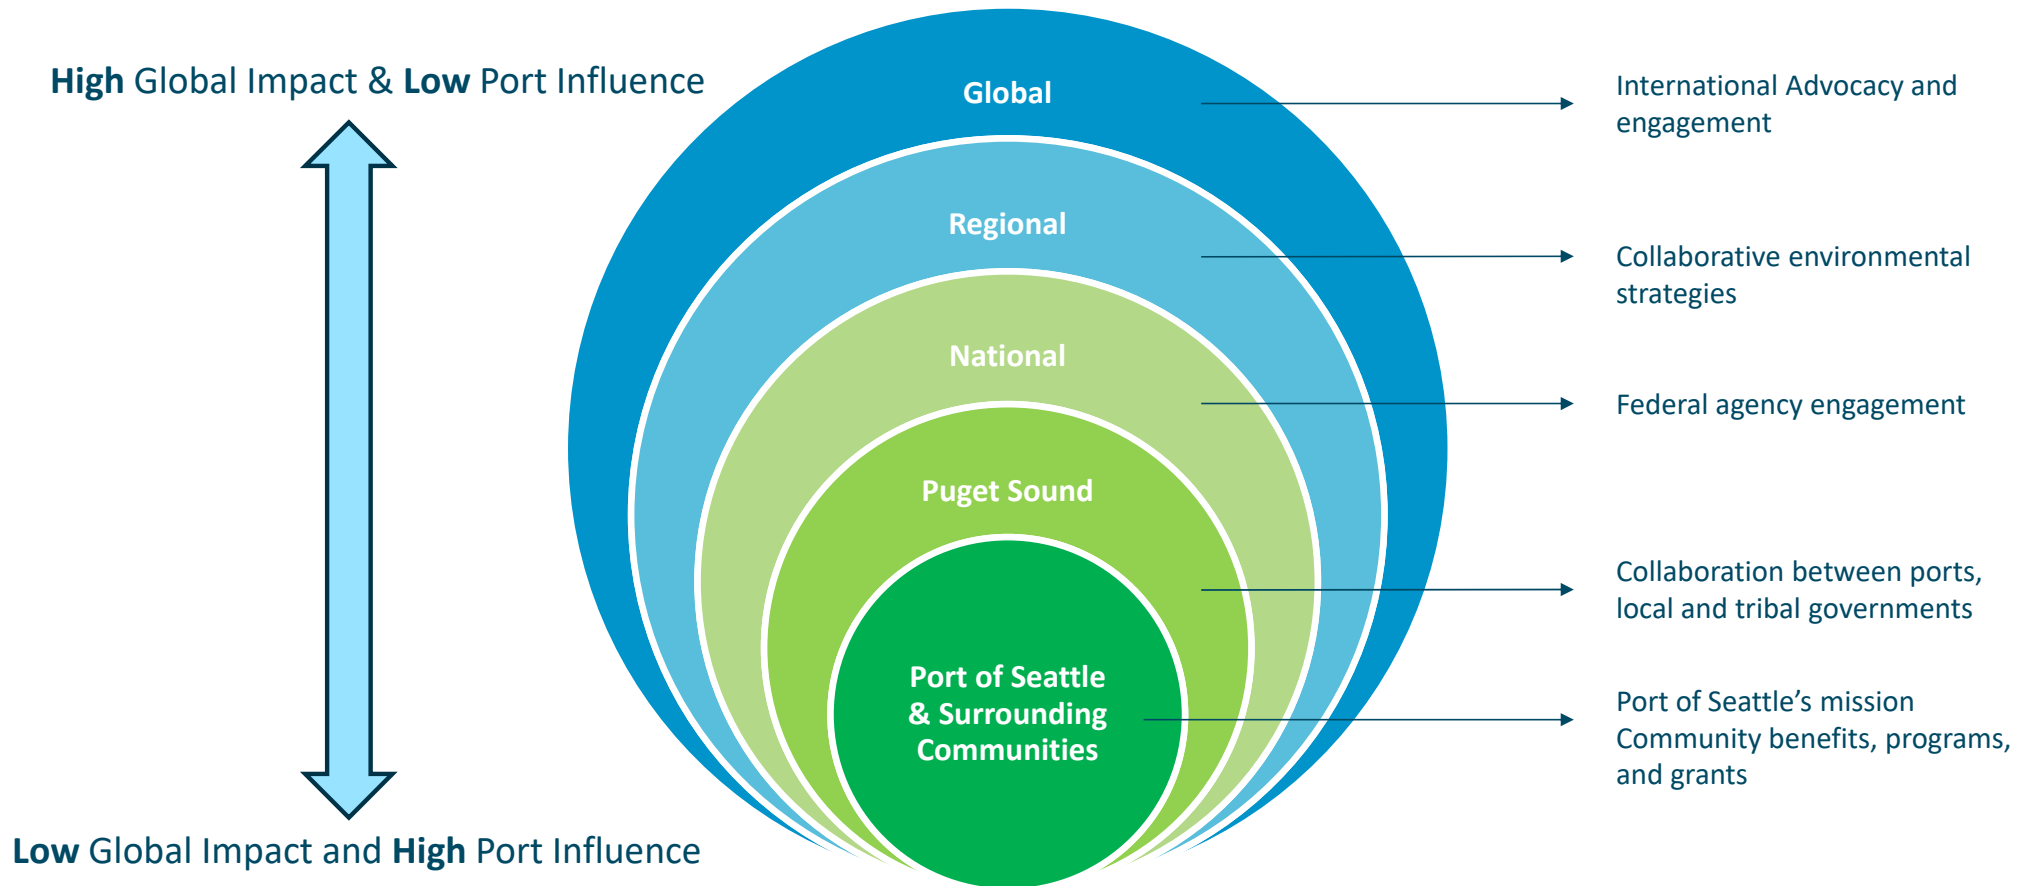 High Global Impact & Low Port Influence
Low Global Impact and High Port Influence
Global
Regional
National
Puget Sound
Port of Seattle
& Surrounding
Communities
International Advocacy and
engagement
Collaborative environmental
strategies
Federal agency engagement
Collaboration between ports,
local and tribal governments
Port of Seattle’s mission
Community benefits, programs,
and grants